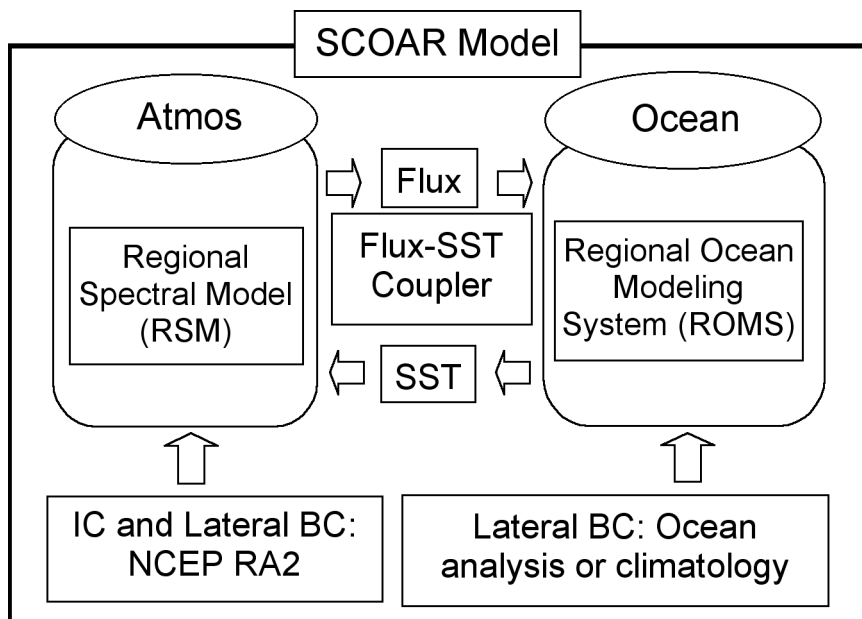 SCOAR Model
Atmos
Ocean
Flux
Flux-SST
Coupler
Regional
Spectral Model
(RSM)
Regional Ocean
Modeling
System (ROMS)
SST
IC and Lateral BC:
NCEP RA2
Lateral BC: Ocean
analysis or climatology